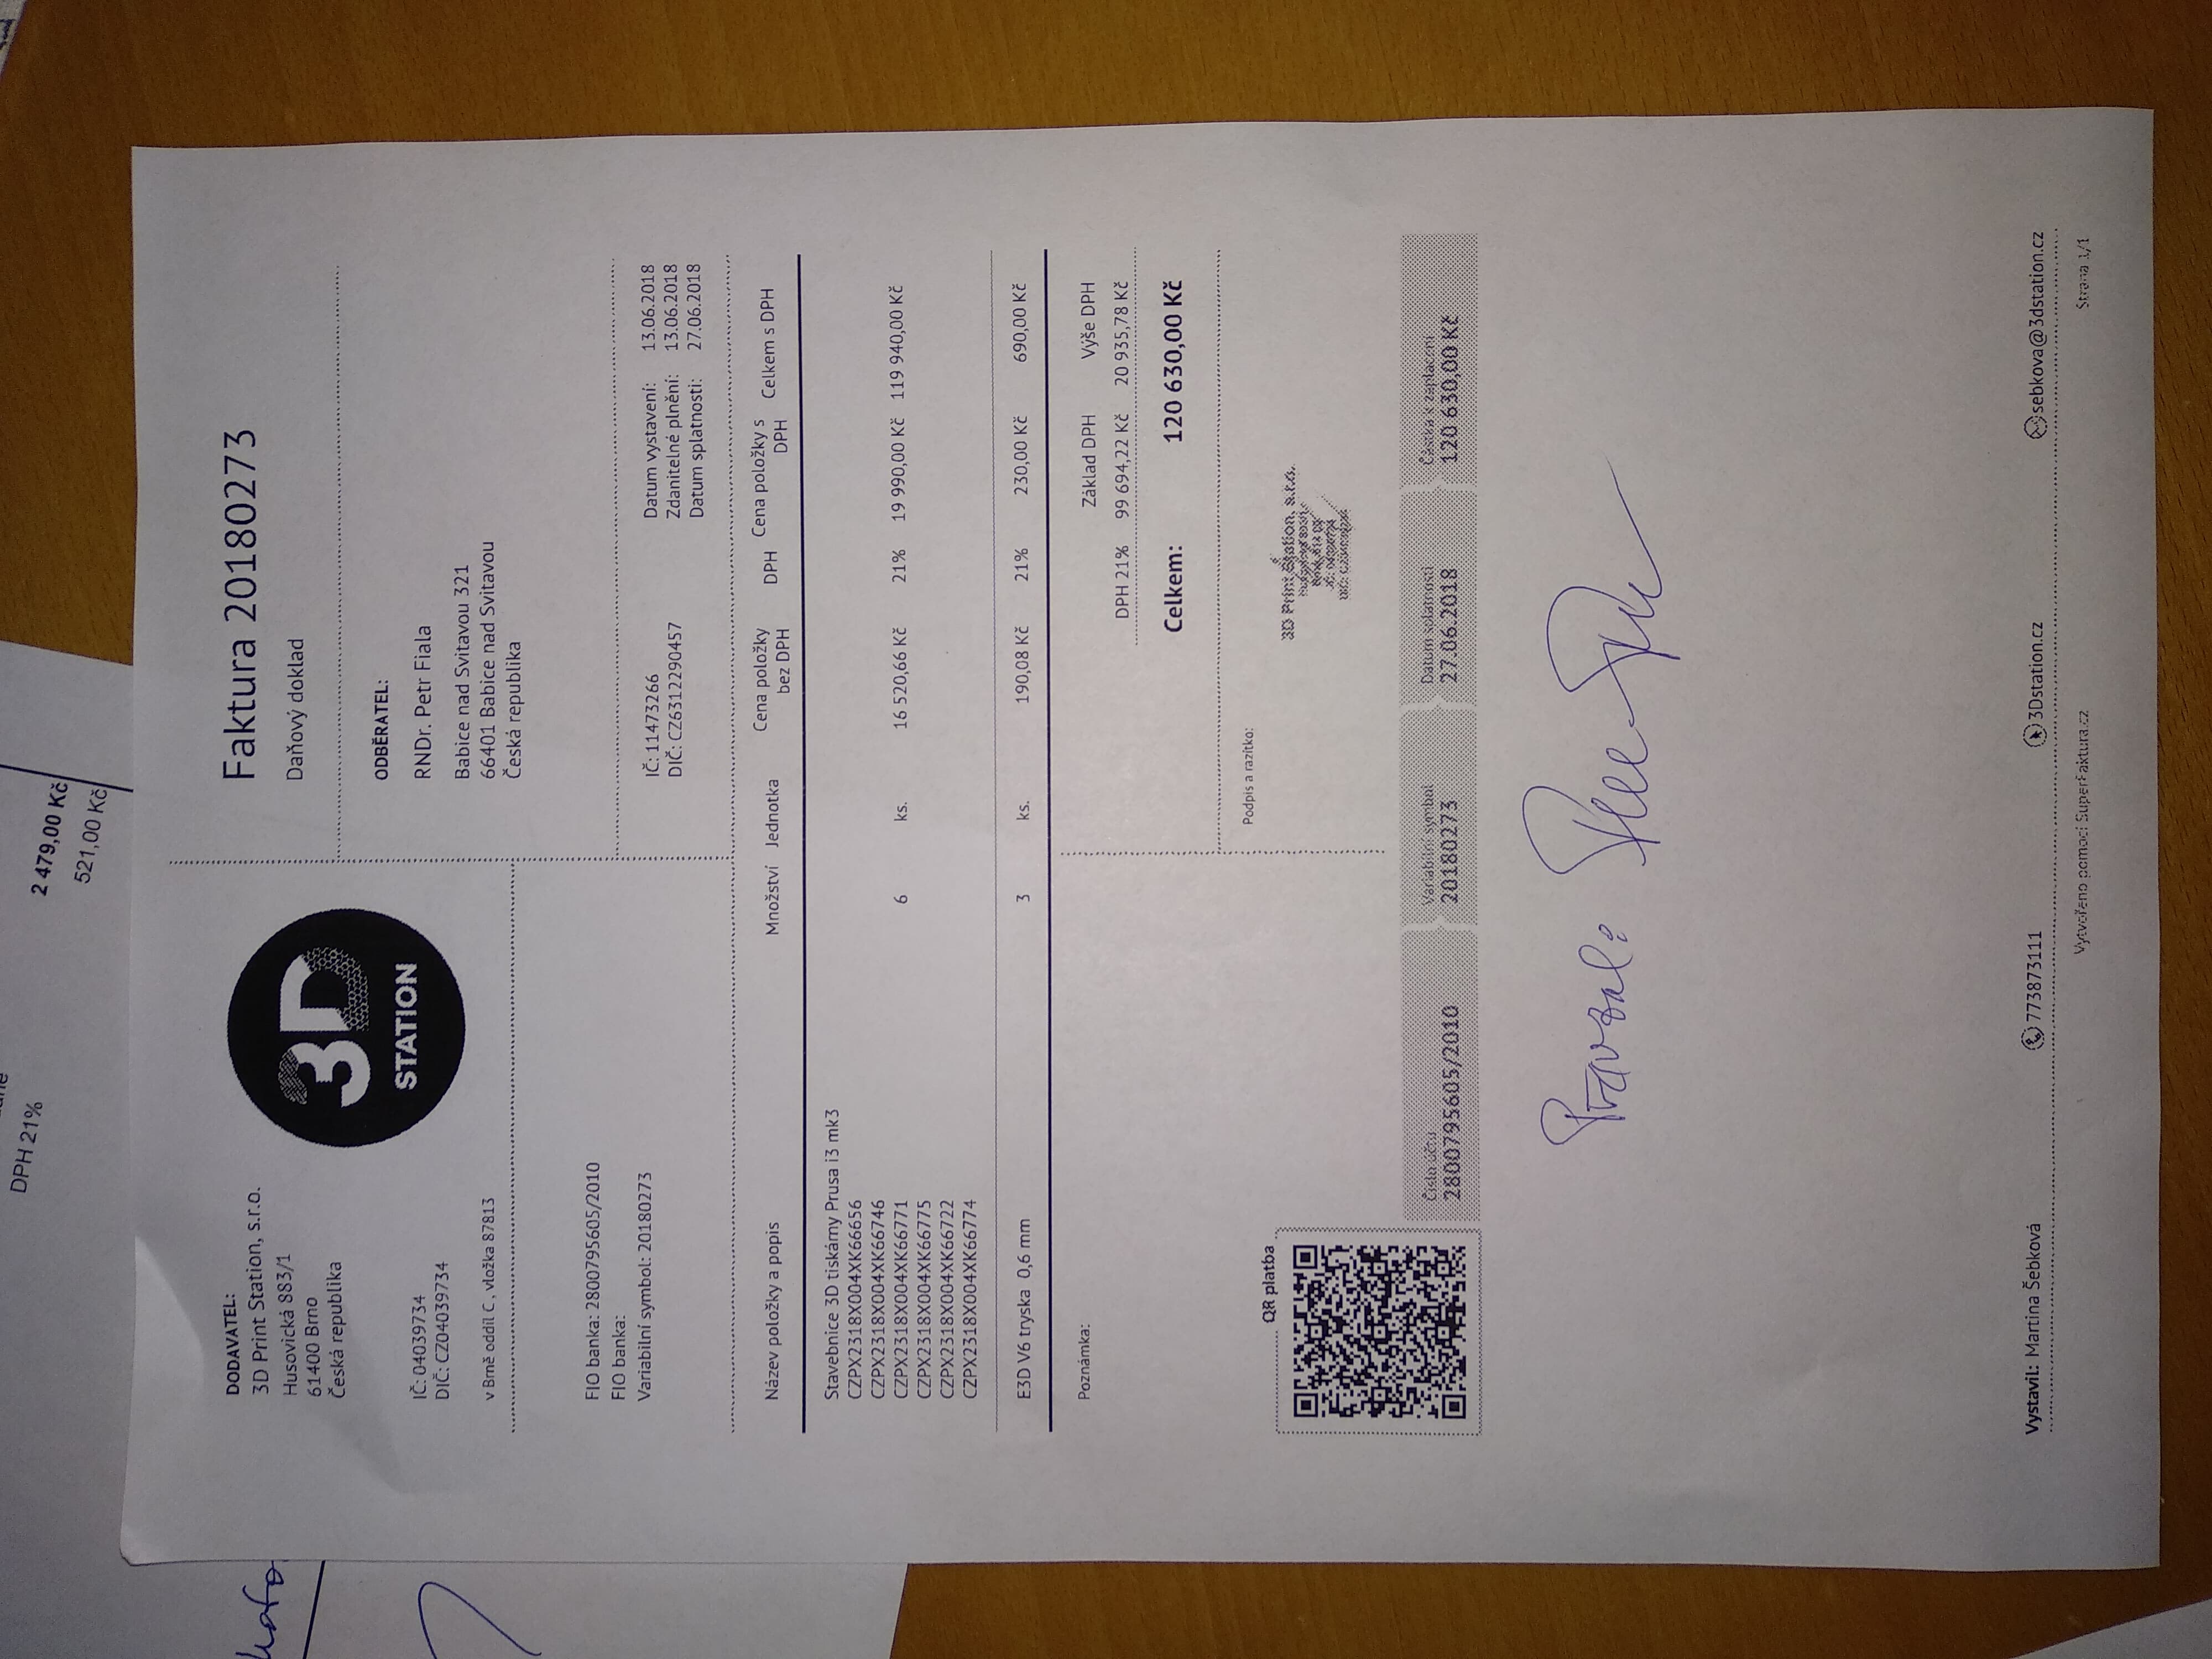 2 479,00 Kč
521,00 Kč
DPH 21%
Faktura 20180273
Daňový doklad
DODAVATEL:
3D Print Station, s.r.o.
Husovická 883/1
61400 Brno
Česká republika
IČ: 04039734
DIČ: CZ04039734
v Brně oddíl C , vložka 87813
3D
STATION
ODBĚRATEL:
RNDr. Petr Fiala
Babice nad Svitavou 321
66401 Babice nad Svitavou
Česká republika
FIO banka: 2800795605/2010
FIO banka:
Variabilní symbol: 20180273
IČ: 11473266
DIČ: CZ6312290457
Datum vystavení: 13.06.2018
Zdanitelné plnění: 13.06.2018
Datum splatnosti: 27.06.2018
Název položky a popis Množství Jednotka Cena položky bez DPH DPH Cena položky s DPH Celkem s DPH
Stavebnice 3D tiskárny Prusa i3 mk3
CZPX2318X004XK66656
CZPX2318X004XK66746
CZPX2318X004XK66771 6 ks. 16 520,66 Kč 21% 19 990,00 Kč 119 940,00 Kč
CZPX2318X004XK66775
CZPX2318X004XK66722
CZPX2318X004XK66774
E3D V6 tryska 0,6 mm 3 ks. 190,08 Kč 21% 230,00 Kč 690,00 Kč
Poznámka:
Základ DPH Výše DPH
DPH 21% 99 694,22 Kč 20 935,78 Kč
Celkem: 120 630,00 Kč
Podpis a razítko:
3D Print Station, s.r.o.
QR platba
Číslo účtu Variabilní symbol Datum splatnosti Částka k zaplacení
2800795605/2010 20180273 27.06.2018 120 630,00 Kč
Vystavil: Martina Šebková 773873111 3Dstation.cz sebkova@3dstation.cz
Vytvořeno pomocí SuperFaktura.cz Strana 1/1